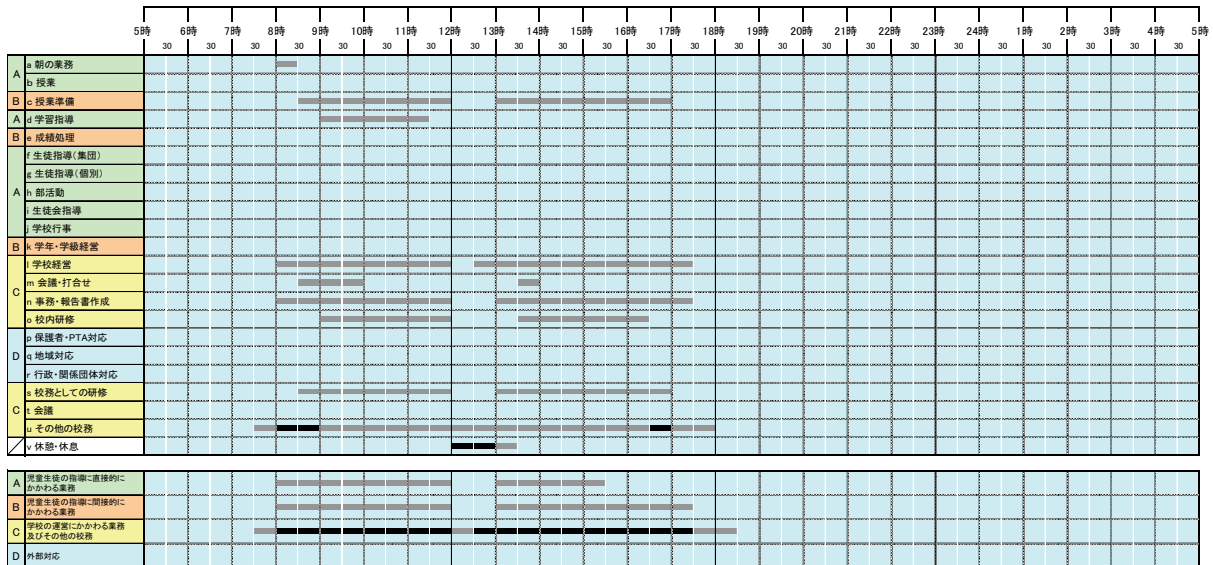 5時 6時 7時 8時 9時 10時 11時 12時 13時 14時 15時 16時 17時 18時 19時 20時 21時 22時 23時 24時 1時 2時 3時 4時 5時
30 30 30 30 30 30 30 30 30 30 30 30 30 30 30 30 30 30 30 30 30 30 30 30
A a 朝の業務
b 授業
B c 授業準備
A d 学習指導
B e 成績処理
A f 生徒指導(集団)
g 生徒指導(個別)
h 部活動
i 生徒会指導
j 学校行事
B k 学年・学級経営
C l 学校経営
m 会議・打合せ
n 事務・報告書作成
o 校内研修
D p 保護者・PTA対応
q 地域対応
r 行政・関係団体対応
C s 校務としての研修
t 会議
u その他の校務
v 休憩・休息
A 児童生徒の指導に直接的に
かかわる業務
B 児童生徒の指導に間接的に
かかわる業務
C 学校の運営にかかわる業務
及びその他の校務
D 外部対応